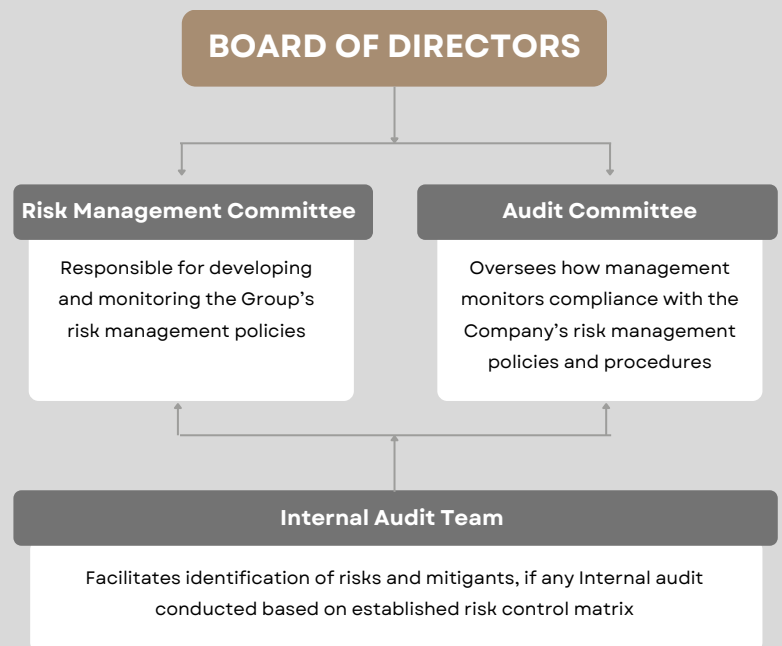 BOARD OF DIRECTORS
Risk Management Committee
Responsible for developing
and monitoring the Group's
risk management policies
Audit Committee
Oversees how management
monitors compliance with the
Company's risk management
policies and procedures
Internal Audit Team
Facilitates identification of risks and mitigants, if any Internal audit
conducted based on established risk control matrix